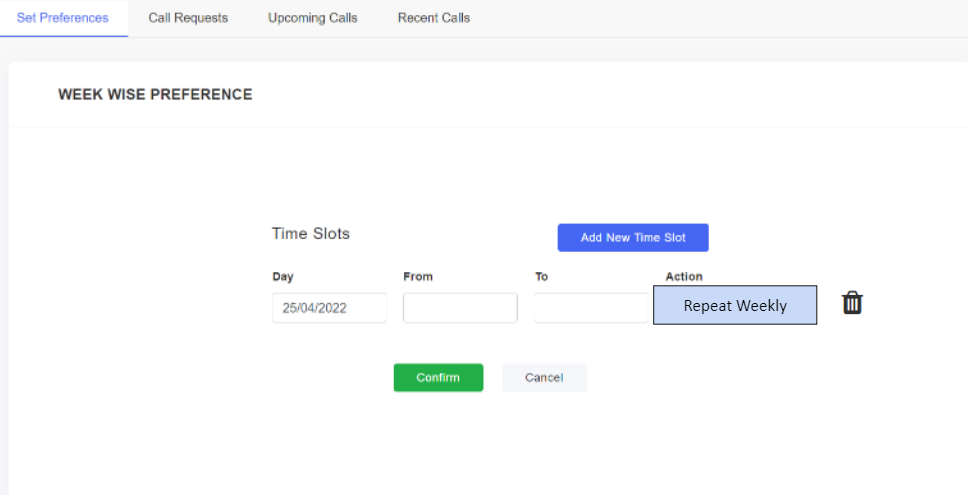 Set Preferences Call Requests Upcoming Calls Recent Calls
WEEK WISE PREFERENCE
Time Slots Add New Time Slot
Day From To Action
25/04/2022 Repeat Weekly
Confirm Cancel